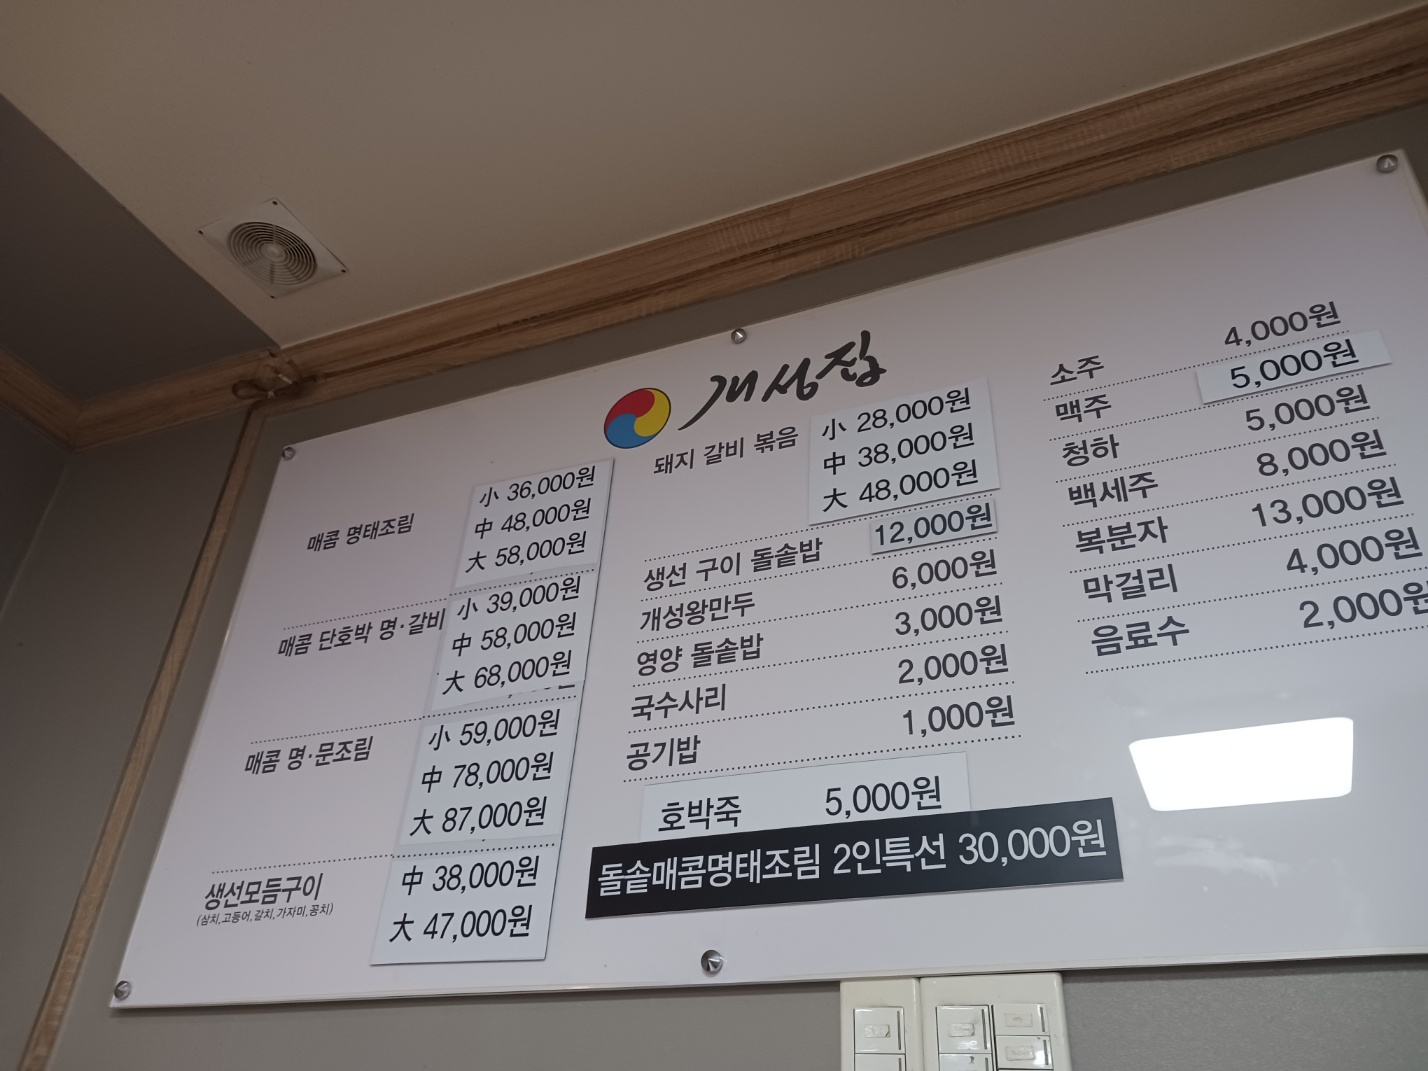 개성집
매콤 명태조림
小 36,000원
中 48,000원
大 58,000원
매콤 단호박 명·갈비
小 39,000원
中 58,000원
大 68,000원
매콤 명·문조림
小 59,000원
中 78,000원
大 87,000원
생선모듬구이
(삼치,고등어,갈치,가자미,꽁치)
中 38,000원
大 47,000원
돼지 갈비 볶음
小 28,000원
中 38,000원
大 48,000원
생선 구이 돌솥밥 12,000원
개성왕만두 6,000원
영양 돌솥밥 3,000원
국수사리 2,000원
공기밥 1,000원
호박죽 5,000원
돌솥매콤명태조림 2인특선 30,000원
소주 4,000원
맥주 5,000원
청하 5,000원
백세주 8,000원
복분자 13,000원
막걸리 4,000원
음료수 2,000원